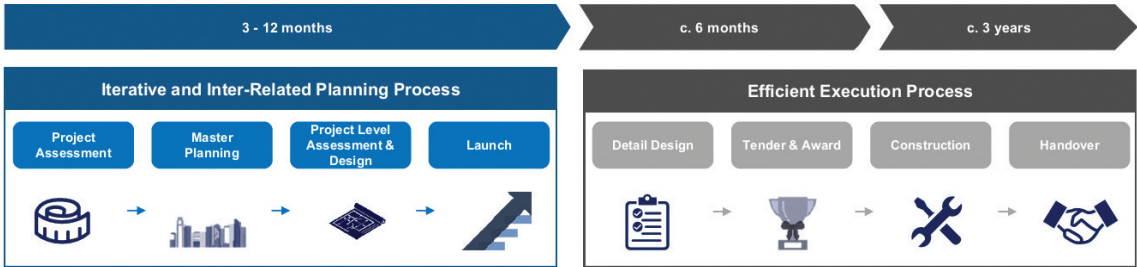 3 - 12 months
c. 6 months
c. 3 years
Iterative and Inter-Related Planning Process
Efficient Execution Process
Project
Assessment
Master
Planning
Project Level
Assessment &
Design
Launch
Detail Design
Tender & Award
Construction
Handover